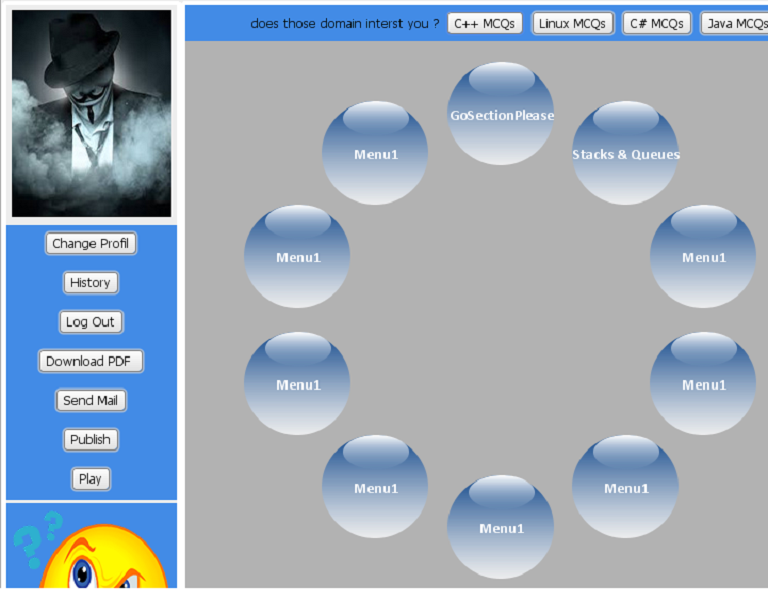 does those domain interst you ? C++ MCQs Linux MCQs C# MCQs Java MCQs
Change Profil
History
Log Out
Download PDF
Send Mail
Publish
Play
GoSectionPlease
Menu1
Stacks & Queues
Menu1
Menu1
Menu1
Menu1
Menu1
Menu1
Menu1